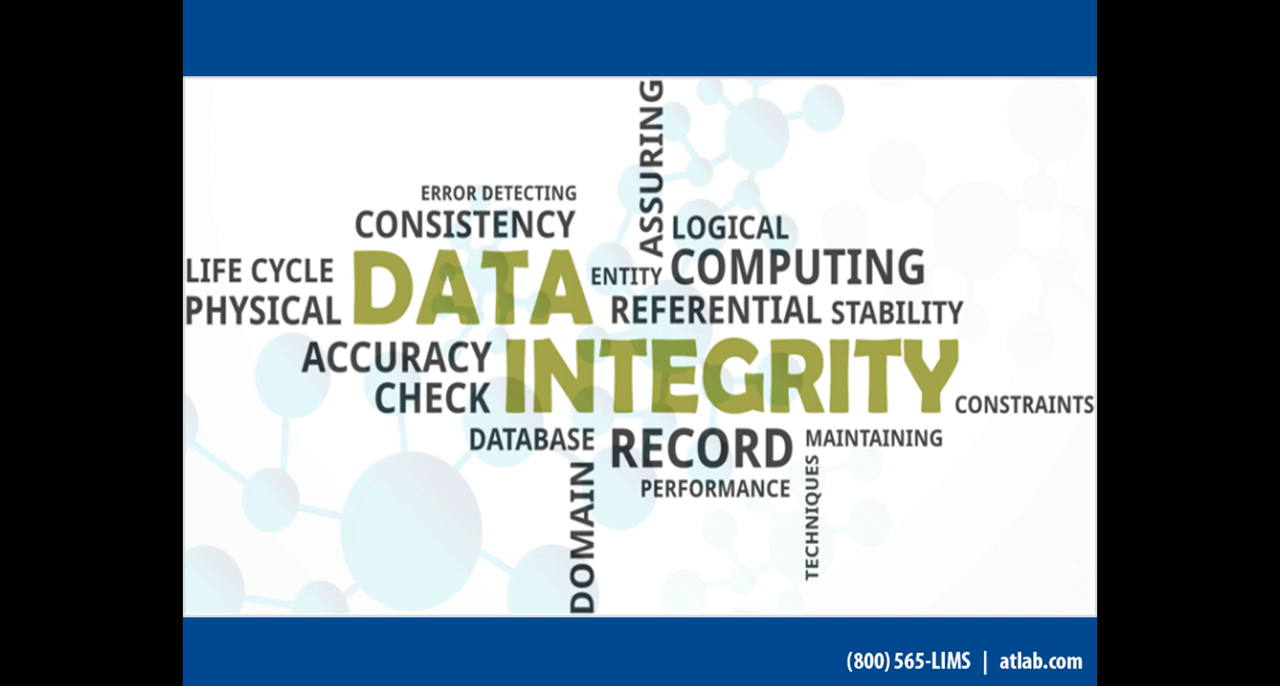 ASSURING
ERROR DETECTING
CONSISTENCY
LOGICAL
LIFE CYCLE
DATA
ENTITY
COMPUTING
PHYSICAL
REFERENTIAL
STABILITY
ACCURACY
INTEGRITY
CHECK
CONSTRAINTS
DATABASE
RECORD
MAINTAINING
PERFORMANCE
DOMAIN
TECHNIQUES
(800) 565-LIMS | atlab.com